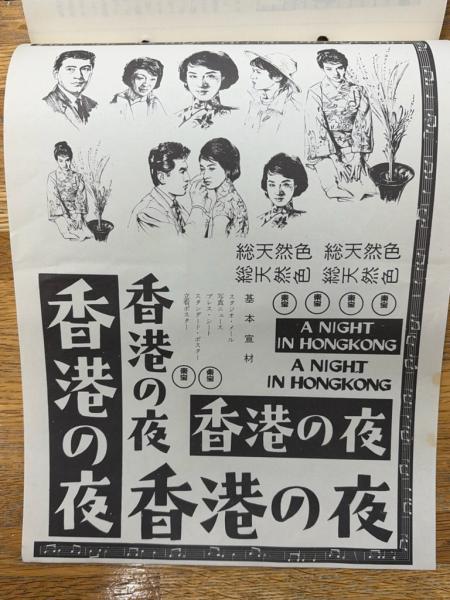 総天然色 総天然色
総天然色 総天然色
東宝 東宝 東宝 東宝
A NIGHT
IN HONGKONG
A NIGHT
IN HONGKONG
基本宣材
スタジオ・メール
写真ニュース
プレス・シート
スタンダード・ポスター
立看ポスター
東宝 東宝
香港の夜
香港の夜
香港の夜
香港の夜